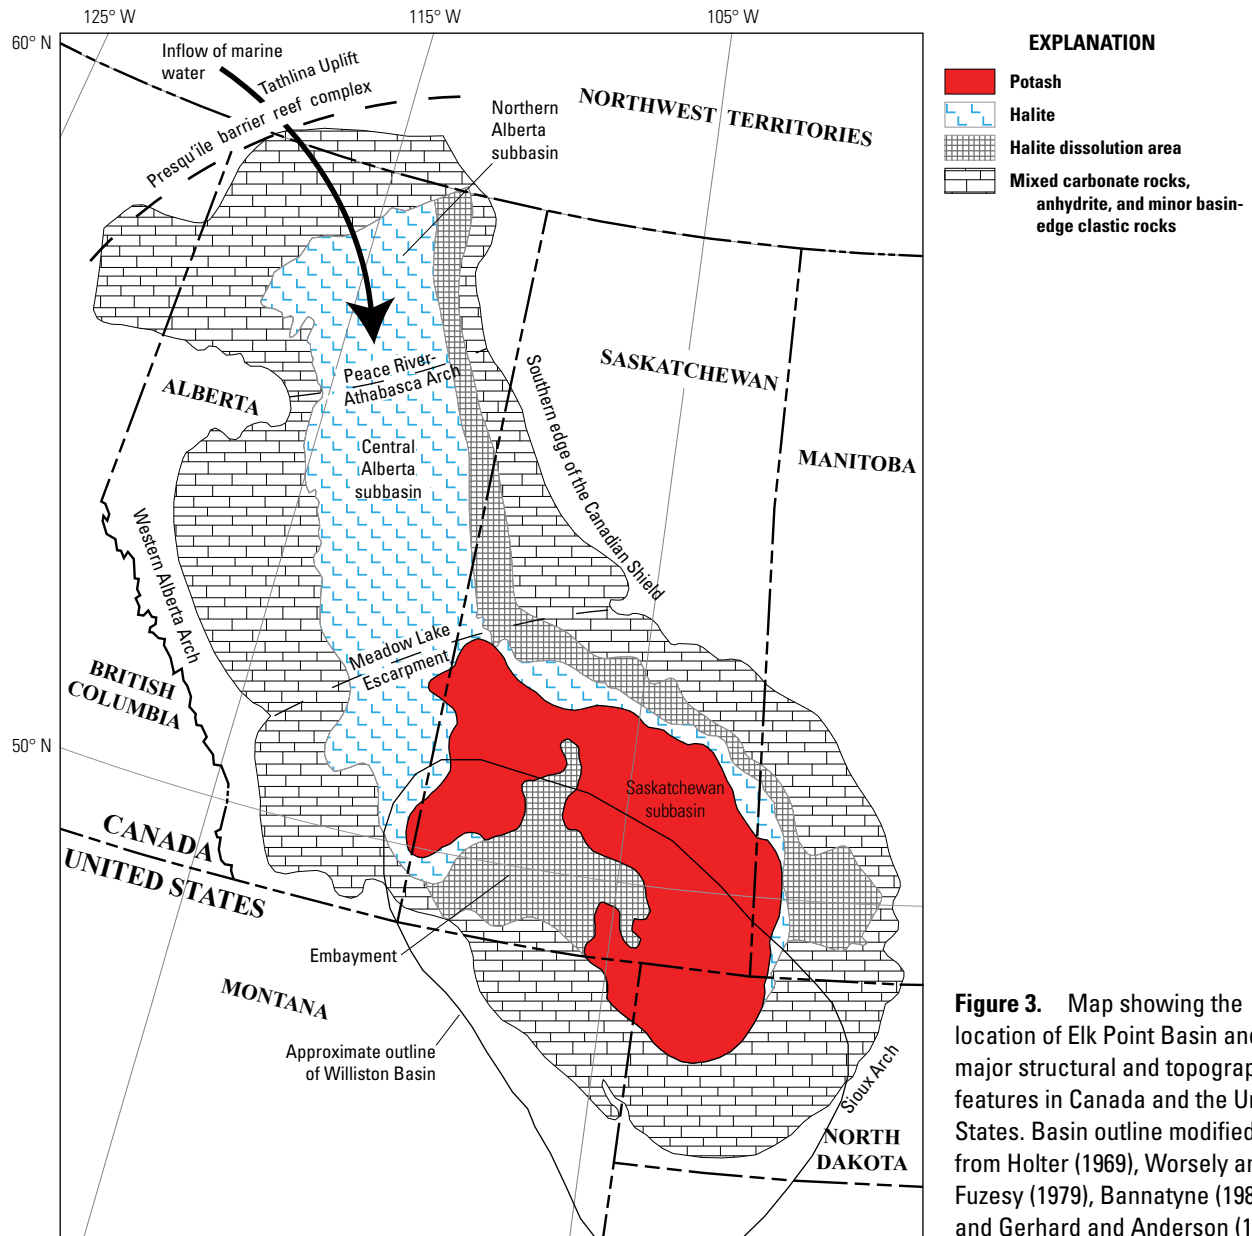 125° W
115° W
105° W
60° N
Inflow of marine
water
Tathlina Uplift
Presqu'ile barrier reef complex
Northern
Alberta
subbasin
NORTHWEST TERRITORIES
EXPLANATION
Potash
Halite
Halite dissolution area
Mixed carbonate rocks,
anhydrite, and minor basin-
edge clastic rocks
Peace River-
Athabasca Arch
ALBERTA
SASKATCHEWAN
MANITOBA
Central
Alberta
subbasin
Southern edge of the Canadian Shield
Western Alberta Arch
Meadow Lake
Escarpment
BRITISH
COLUMBIA
50° N
Saskatchewan
subbasin
CANADA
UNITED STATES
Embayment
MONTANA
Approximate outline
of Williston Basin
Sioux Arch
NORTH
DAKOTA
Figure 3. Map showing the
location of Elk Point Basin and
major structural and topograp
features in Canada and the Un
States. Basin outline modified
from Holter (1969), Worsely an
Fuzesy (1979), Bannatyne (198
and Gerhard and Anderson (1